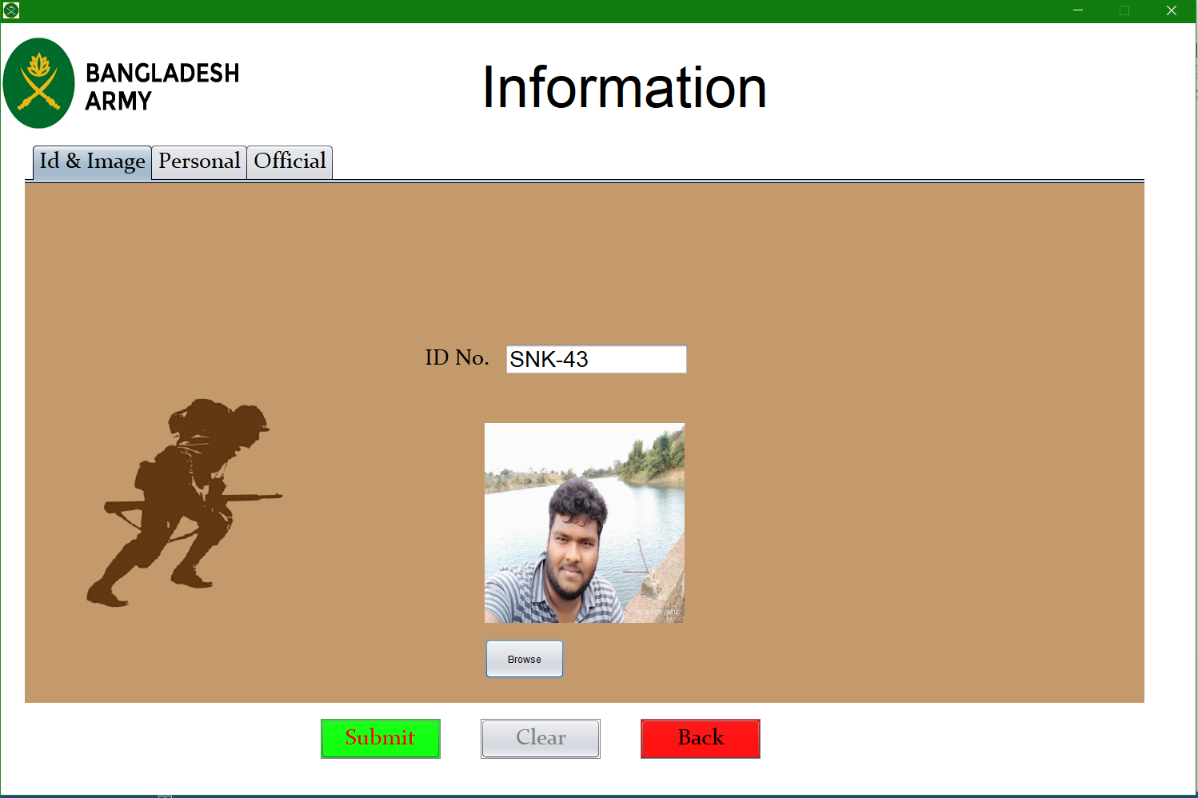 BANGLADESH
ARMY
Information
Id & Image Personal Official
ID No. SNK-43
Browse
Submit Clear Back